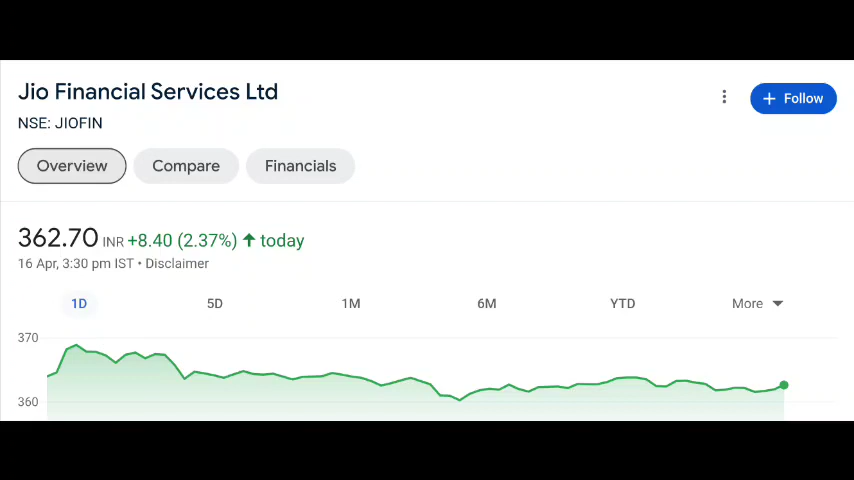 Jio Financial Services Ltd
+ Follow
NSE: JIOFIN
Overview Compare Financials
362.70 INR +8.40 (2.37%) ↑ today
16 Apr, 3:30 pm IST • Disclaimer
1D 5D 1M 6M YTD More
370
360